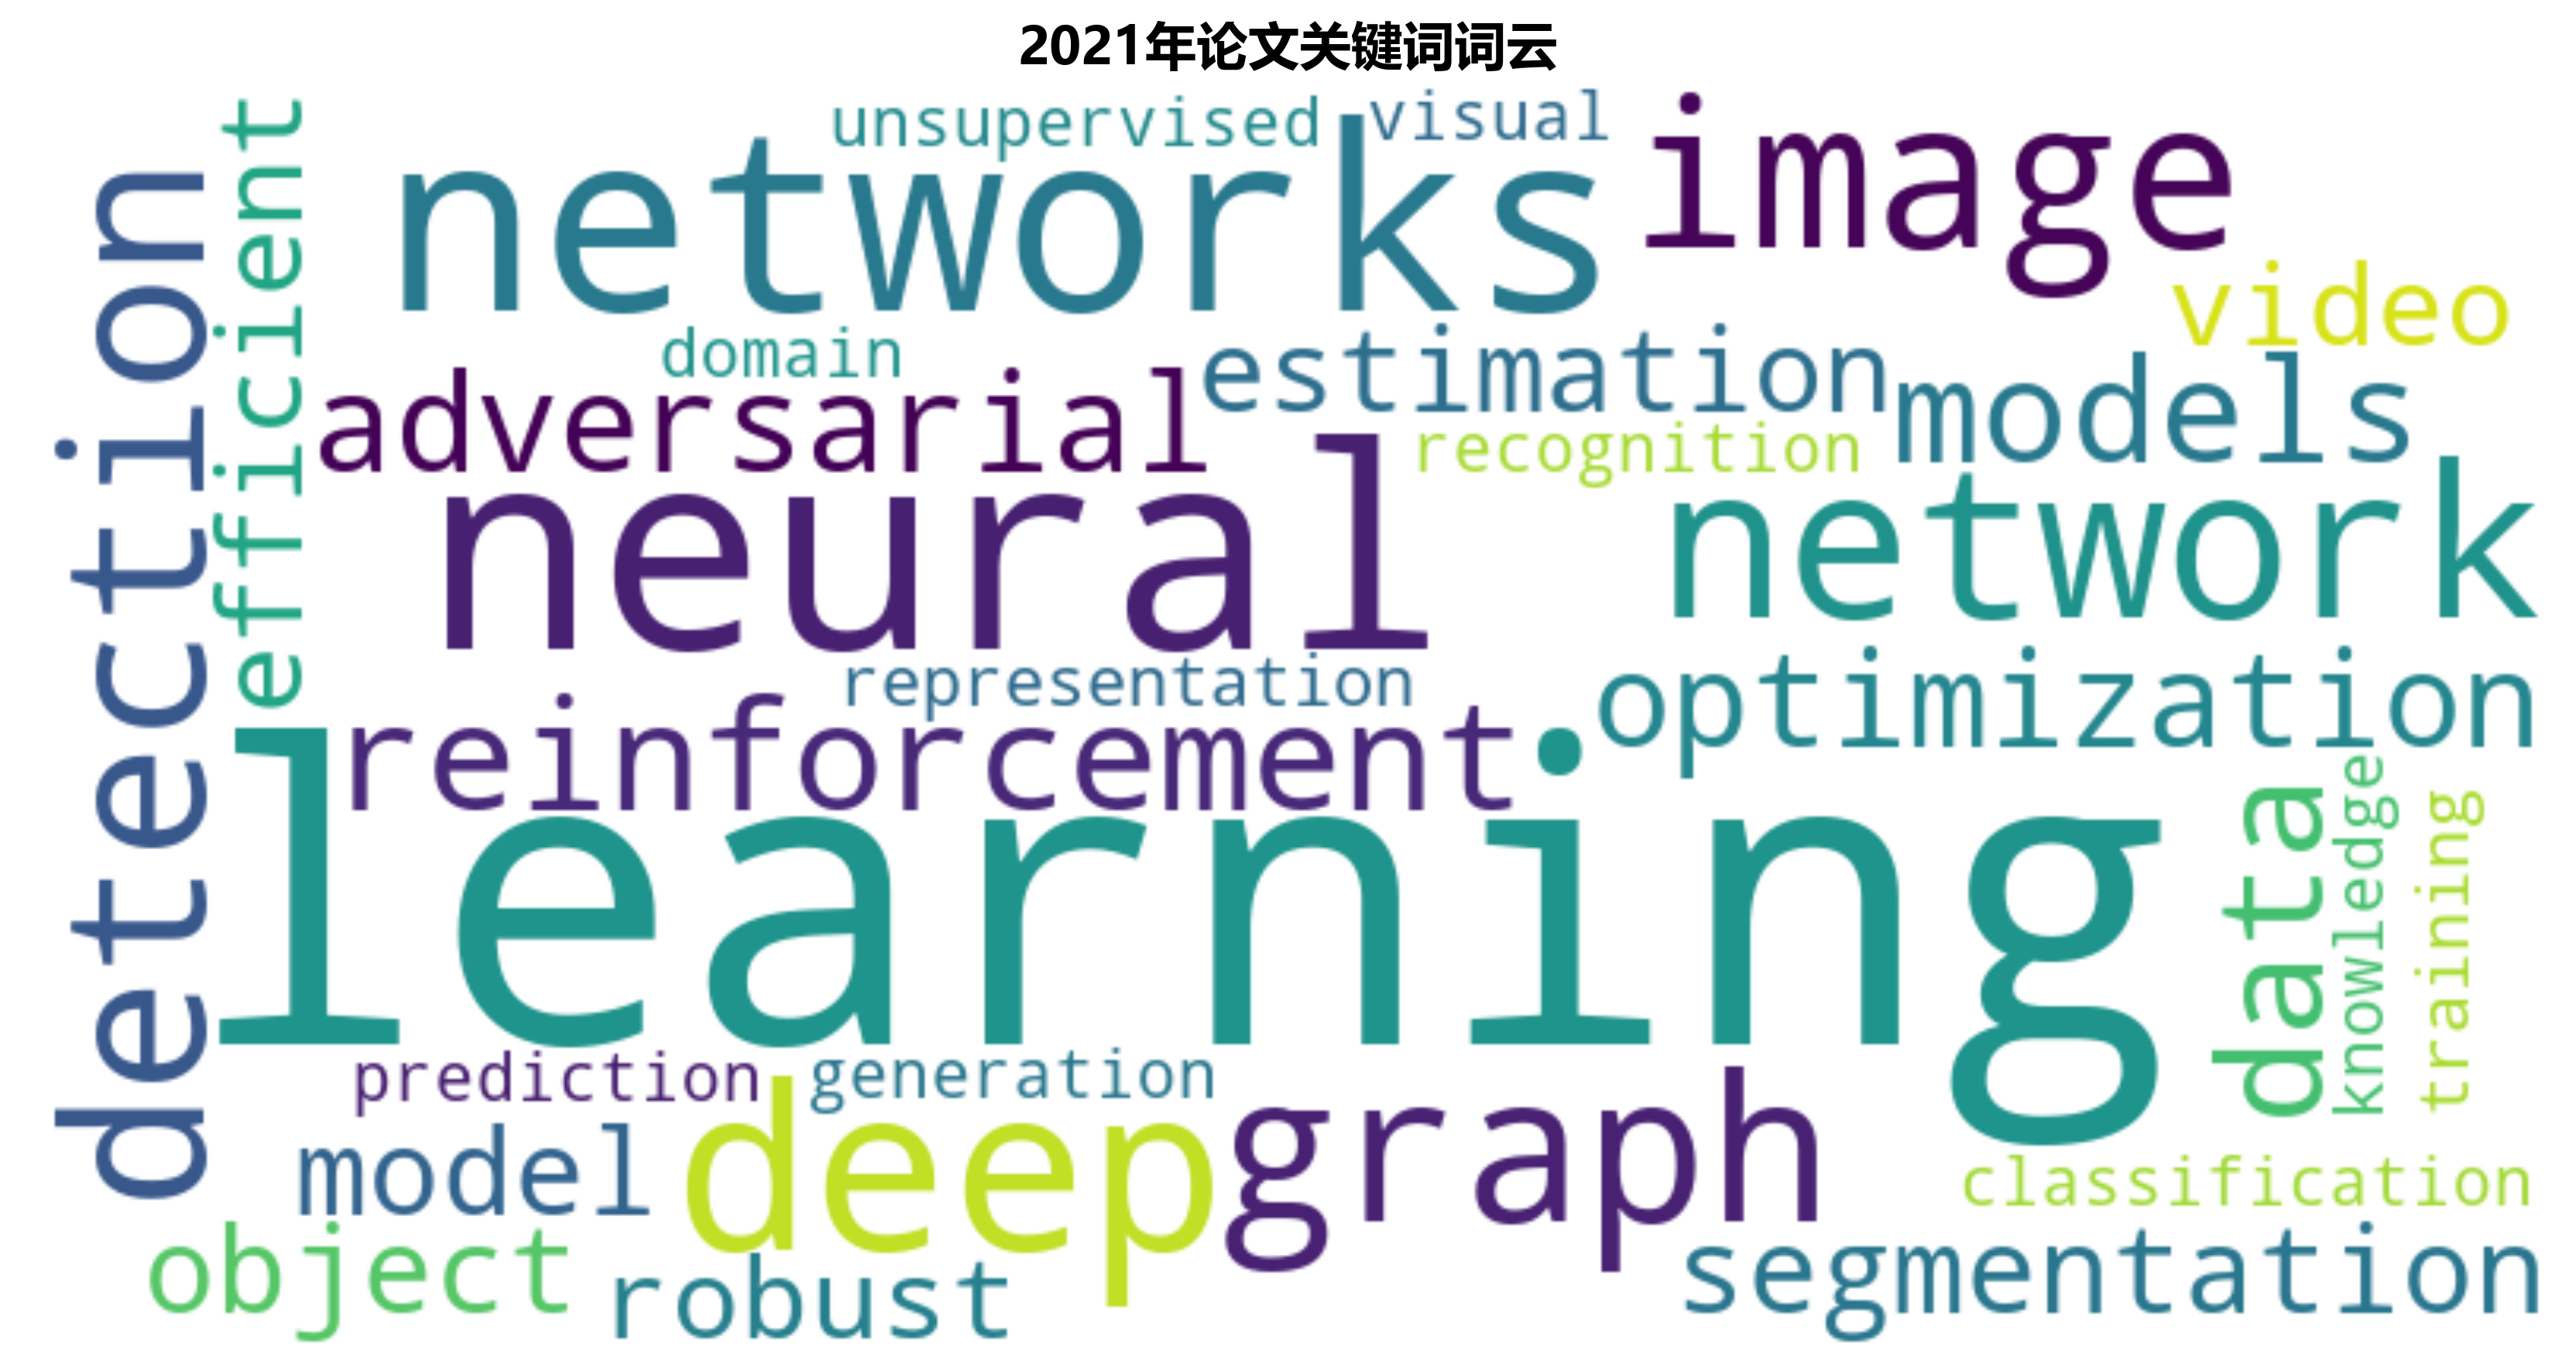 2021年论文关键词词云
unsupervised
visual
image
networks
efficient
detection
video
domain
estimation
models
adversarial
recognition
neural
network
representation
optimization
reinforcement
learning
data
knowledge
training
prediction
generation
deep
graph
model
classification
object
robust
segmentation